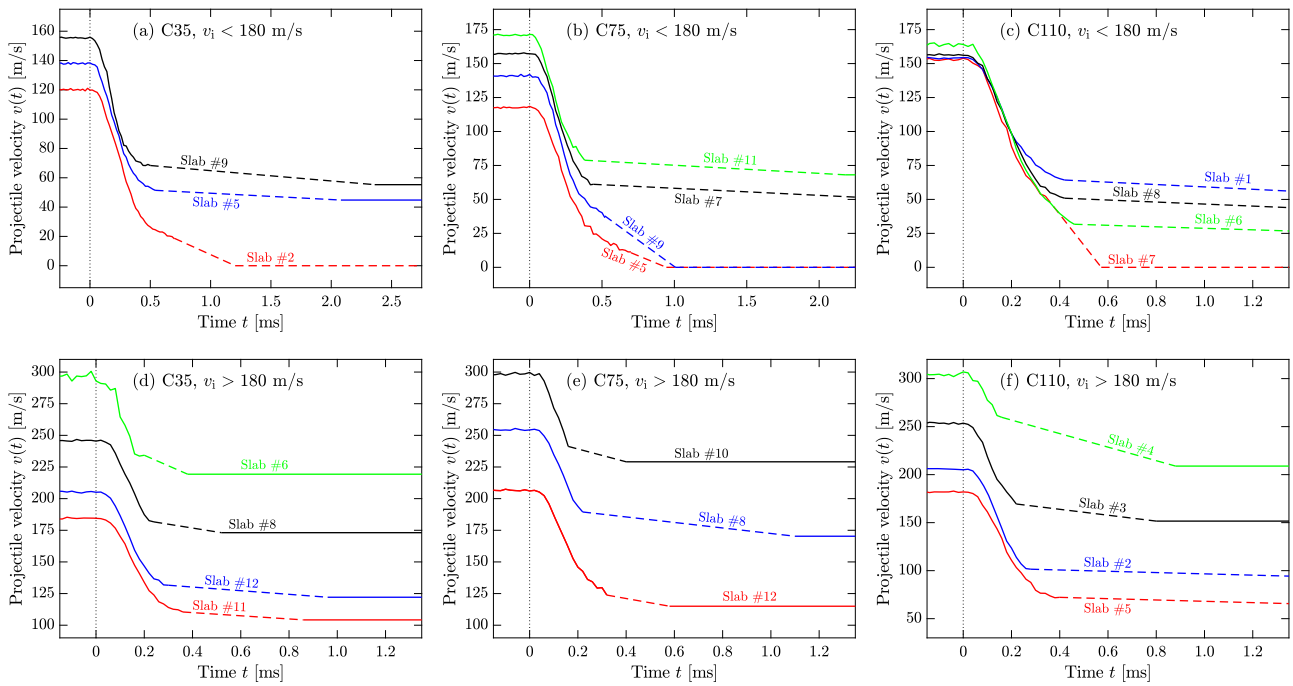 (a) C35, vᵢ < 180 m/s
Projectile velocity v(t) [m/s]
160
140
120
100
80
60
40
20
0
Slab #9
Slab #5
Slab #2
0 0.5 1.0 1.5 2.0 2.5
Time t [ms]
(b) C75, vᵢ < 180 m/s
Projectile velocity v(t) [m/s]
175
150
125
100
75
50
25
0
Slab #11
Slab #7
Slab #9
Slab #5
0 0.5 1.0 1.5 2.0
Time t [ms]
(c) C110, vᵢ < 180 m/s
Projectile velocity v(t) [m/s]
175
150
125
100
75
50
25
0
Slab #1
Slab #8
Slab #6
Slab #7
0 0.2 0.4 0.6 0.8 1.0 1.2
Time t [ms]
(d) C35, vᵢ > 180 m/s
Projectile velocity v(t) [m/s]
300
275
250
225
200
175
150
125
100
Slab #6
Slab #8
Slab #12
Slab #11
0 0.2 0.4 0.6 0.8 1.0 1.2
Time t [ms]
(e) C75, vᵢ > 180 m/s
Projectile velocity v(t) [m/s]
300
275
250
225
200
175
150
125
100
Slab #10
Slab #8
Slab #12
0 0.2 0.4 0.6 0.8 1.0 1.2
Time t [ms]
(f) C110, vᵢ > 180 m/s
Projectile velocity v(t) [m/s]
300
250
200
150
100
50
Slab #4
Slab #3
Slab #2
Slab #5
0 0.2 0.4 0.6 0.8 1.0 1.2
Time t [ms]